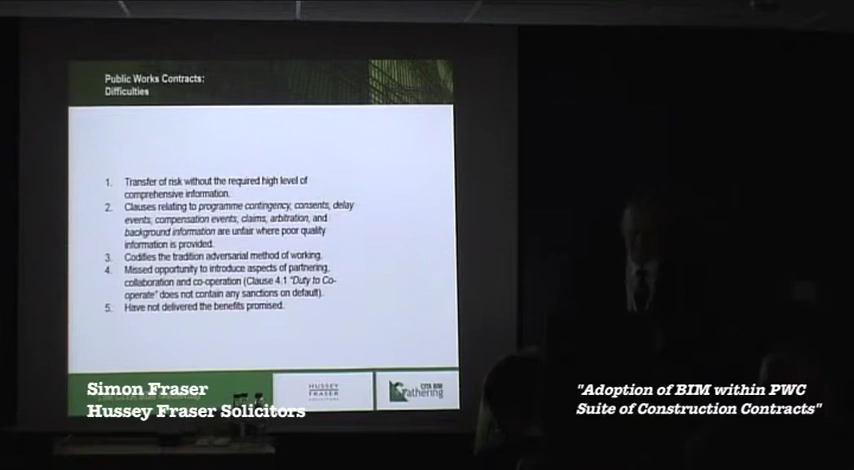 Public Works Contracts:
Difficulties
1. Transfer of risk without the required high level of
comprehensive information.
2. Clauses relating to programme contingency, consents, delay
events, compensation events, claims, arbitration, and
background information are unfair where poor quality
information is provided.
3. Codifies the tradition adversarial method of working.
4. Missed opportunity to introduce aspects of partnering,
collaboration and co-operation (Clause 4.1 "Duty to Co-
operate" does not contain any sanctions on default).
5. Have not delivered the benefits promised.
Simon Fraser
Hussey Fraser Solicitors
HUSSEY
FRASER
SOLICITORS
CITA BIM
Gathering
"Adoption of BIM within PWC
Suite of Construction Contracts"